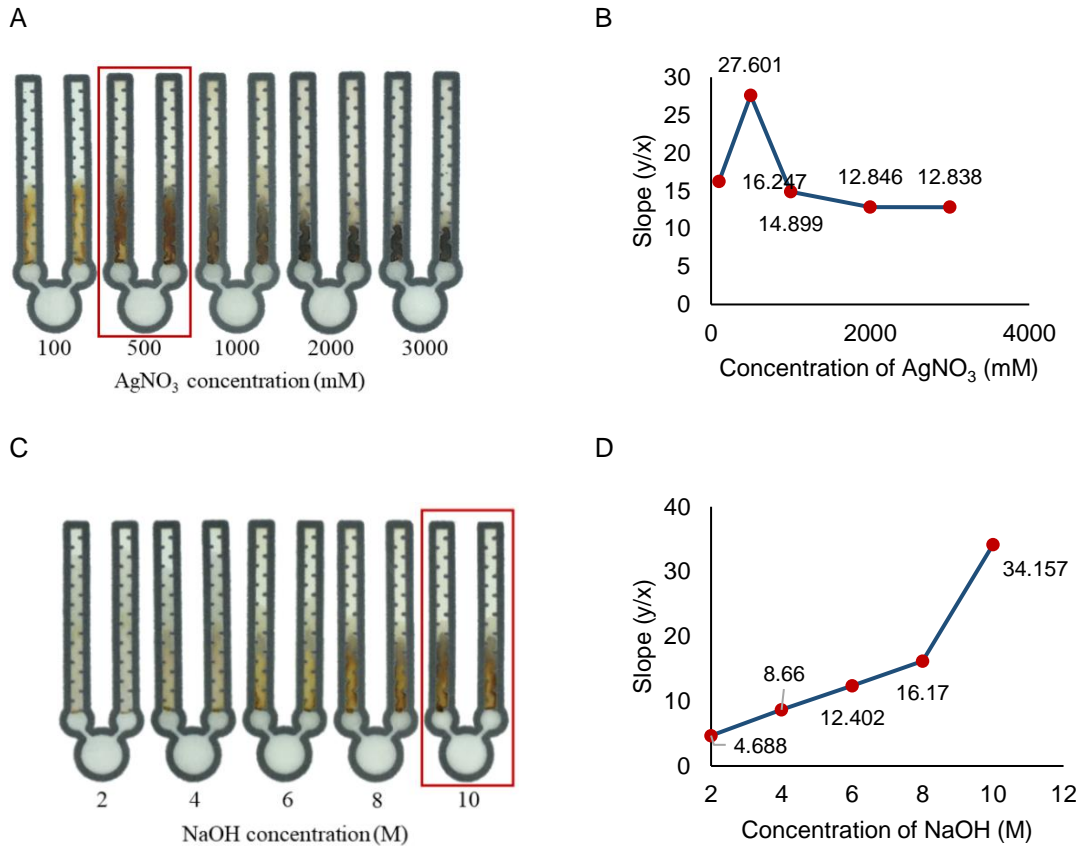 A
100 500 1000 2000 3000
AgNO₃ concentration (mM)
B
30
25
20
15
10
5
0
Slope (y/x)
27.601
16.247
14.899
12.846
12.838
0 2000 4000
Concentration of AgNO₃ (mM)
C
2 4 6 8 10
NaOH concentration (M)
D
40
30
20
10
0
Slope (y/x)
4.688
8.66
12.402
16.17
34.157
2 4 6 8 10 12
Concentration of NaOH (M)